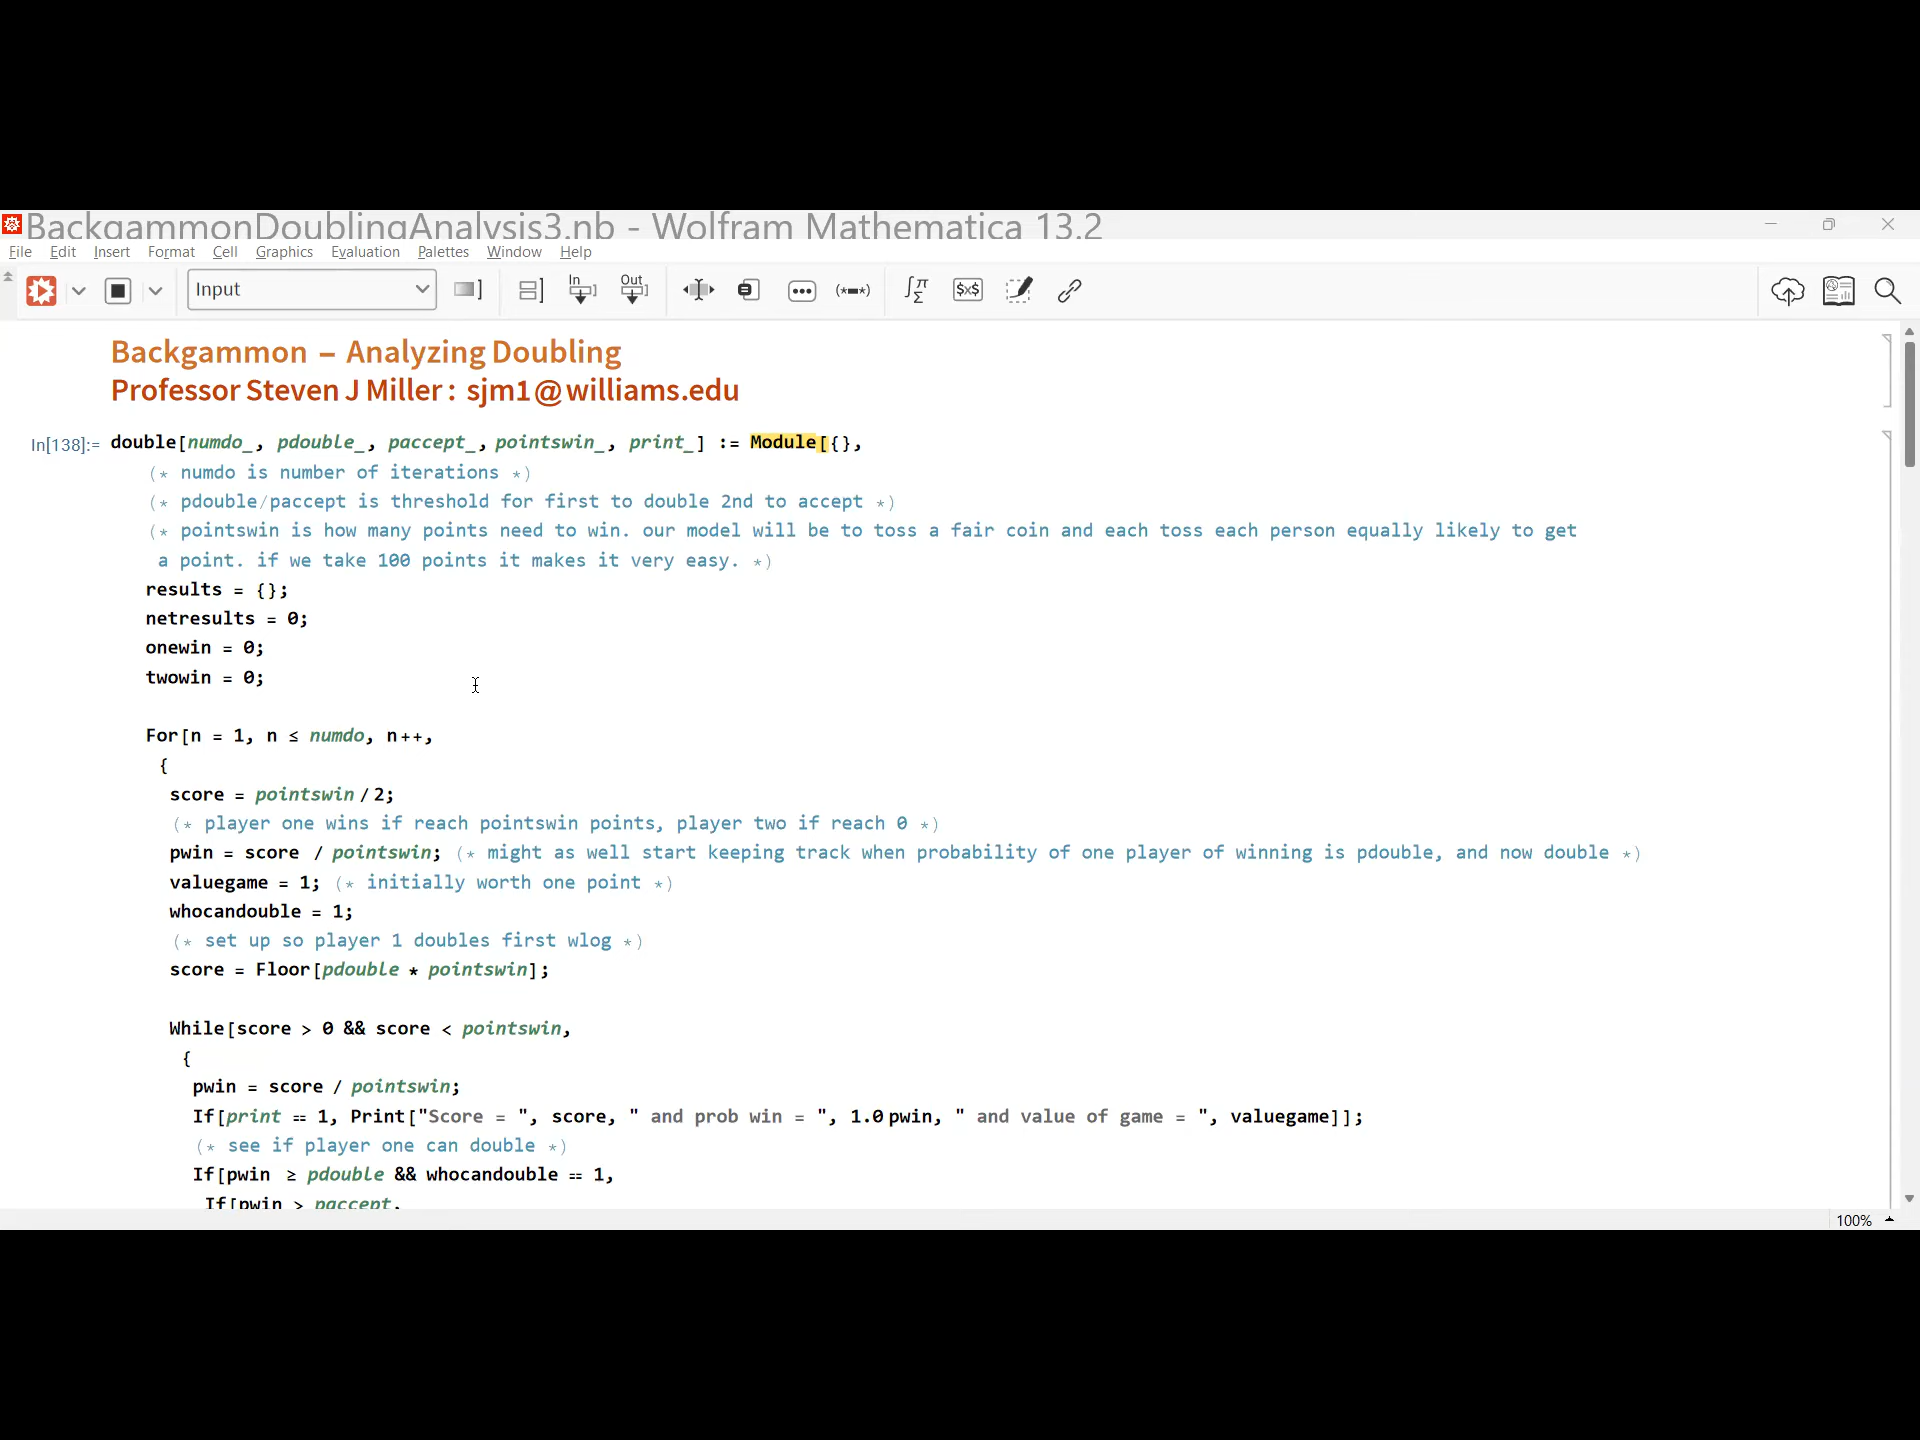 BackgammonDoublingAnalysis3.nb - Wolfram Mathematica 13.2
File Edit Insert Format Cell Graphics Evaluation Palettes Window Help
Input In Out ∫π Σ $x$
Backgammon – Analyzing Doubling
Professor Steven J Miller : sjm1@williams.edu
In[138]:= double[numdo_, pdouble_, paccept_, pointswin_, print_] := Module[{},
(* numdo is number of iterations *)
(* pdouble/paccept is threshold for first to double 2nd to accept *)
(* pointswin is how many points need to win. our model will be to toss a fair coin and each toss each person equally likely to get
a point. if we take 100 points it makes it very easy. *)
results = {};
netresults = 0;
onewin = 0;
twowin = 0;
For[n = 1, n ≤ numdo, n++,
{
score = pointswin / 2;
(* player one wins if reach pointswin points, player two if reach 0 *)
pwin = score / pointswin; (* might as well start keeping track when probability of one player of winning is pdouble, and now double *)
valuegame = 1; (* initially worth one point *)
whocandouble = 1;
(* set up so player 1 doubles first wlog *)
score = Floor[pdouble * pointswin];
While[score > 0 && score < pointswin,
{
pwin = score / pointswin;
If[print == 1, Print["Score = ", score, " and prob win = ", 1.0 pwin, " and value of game = ", valuegame]];
(* see if player one can double *)
If[pwin ≥ pdouble && whocandouble == 1,
If[pwin > paccept,
100%